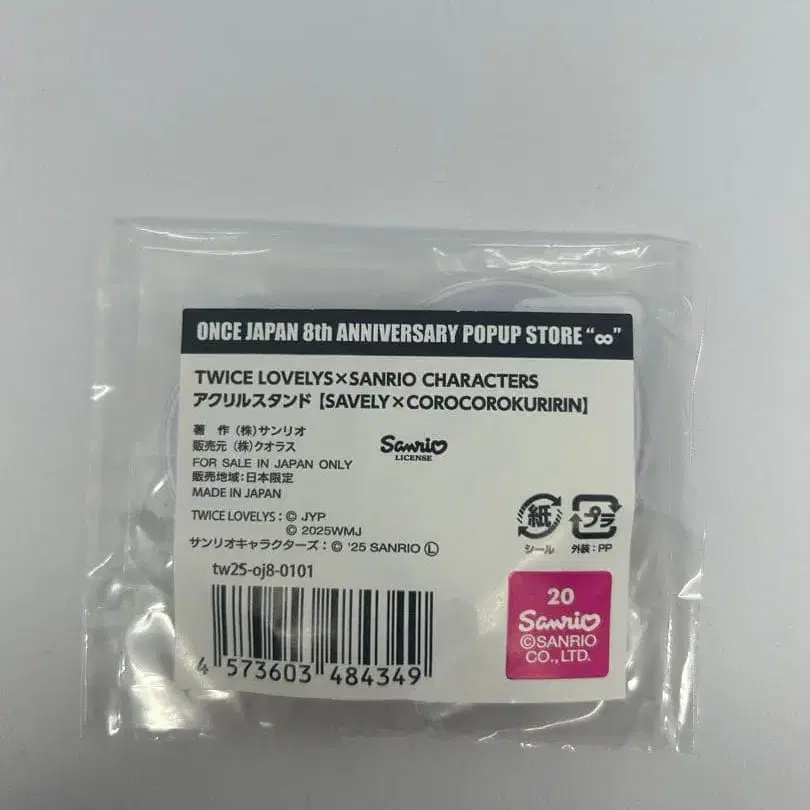 ONCE JAPAN 8th ANNIVERSARY POPUP STORE “∞”
TWICE LOVELYS×SANRIO CHARACTERS
アクリルスタンド【SAVELY×COROCOROKURIRIN】
著 作 (株)サンリオ
販売元 (株)クオラス
FOR SALE IN JAPAN ONLY
販売地域:日本限定
MADE IN JAPAN
Sanrio
LICENSE
TWICE LOVELYS : © JYP
© 2025WMJ
サンリオキャラクターズ : © '25 SANRIO Ⓛ
紙
シール
プラ
外装:PP
tw25-oj8-0101
4 573603 484349
20
Sanrio
©SANRIO
CO., LTD.